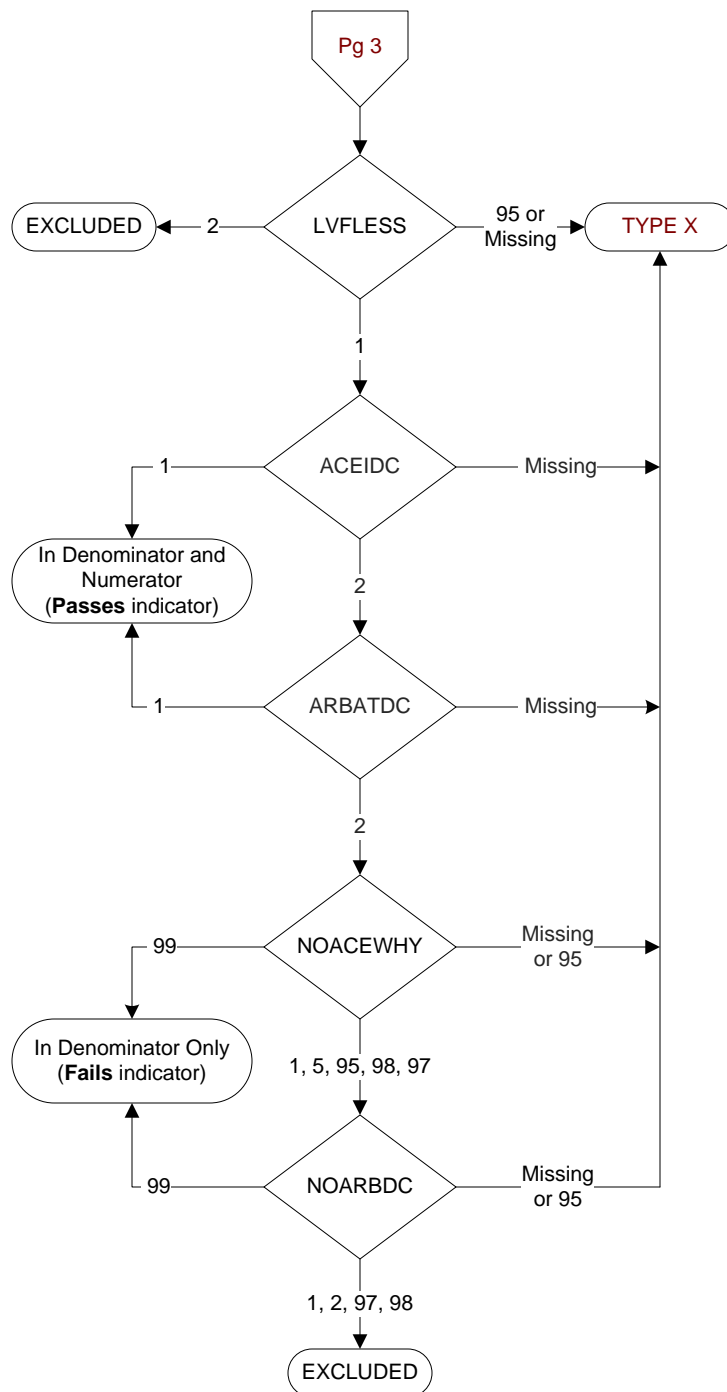 Pg 3
EXCLUDED
2
LVFLESS
95 or
Missing
TYPE X
1
1
ACEIDC
Missing
In Denominator and
Numerator
(Passes indicator)
2
1
ARBATDC
Missing
2
99
NOACEWHY
Missing
or 95
In Denominator Only
(Fails indicator)
1, 5, 95, 98, 97
99
NOARBDC
Missing
or 95
1, 2, 97, 98
EXCLUDED